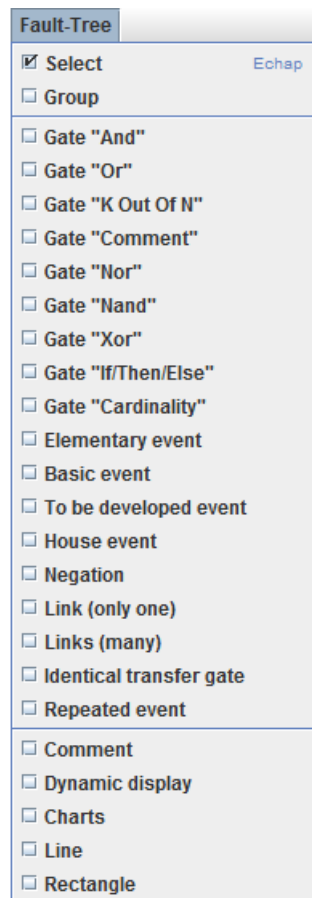 Fault-Tree
Select Echap
Group
Gate "And"
Gate "Or"
Gate "K Out Of N"
Gate "Comment"
Gate "Nor"
Gate "Nand"
Gate "Xor"
Gate "If/Then/Else"
Gate "Cardinality"
Elementary event
Basic event
To be developed event
House event
Negation
Link (only one)
Links (many)
Identical transfer gate
Repeated event
Comment
Dynamic display
Charts
Line
Rectangle